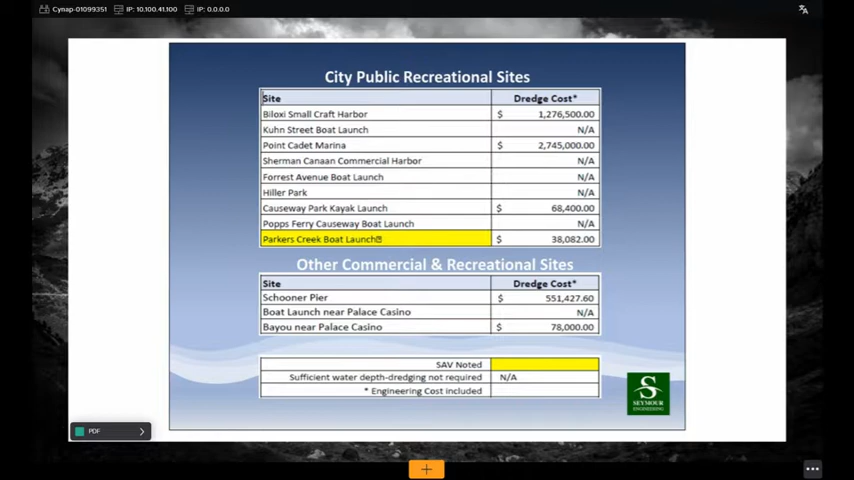 Cynap-01099351 IP: 10.100.41.100 IP: 0.0.0.0
City Public Recreational Sites
Site Dredge Cost*
Biloxi Small Craft Harbor $ 1,276,500.00
Kuhn Street Boat Launch N/A
Point Cadet Marina $ 2,745,000.00
Sherman Canaan Commercial Harbor N/A
Forrest Avenue Boat Launch N/A
Hiller Park N/A
Causeway Park Kayak Launch $ 68,400.00
Popps Ferry Causeway Boat Launch N/A
Parkers Creek Boat Launch $ 38,082.00
Other Commercial & Recreational Sites
Site Dredge Cost*
Schooner Pier $ 551,427.60
Boat Launch near Palace Casino N/A
Bayou near Palace Casino $ 78,000.00
SAV Noted
Sufficient water depth-dredging not required N/A
* Engineering Cost included
S
SEYMOUR
ENGINEERING
PDF